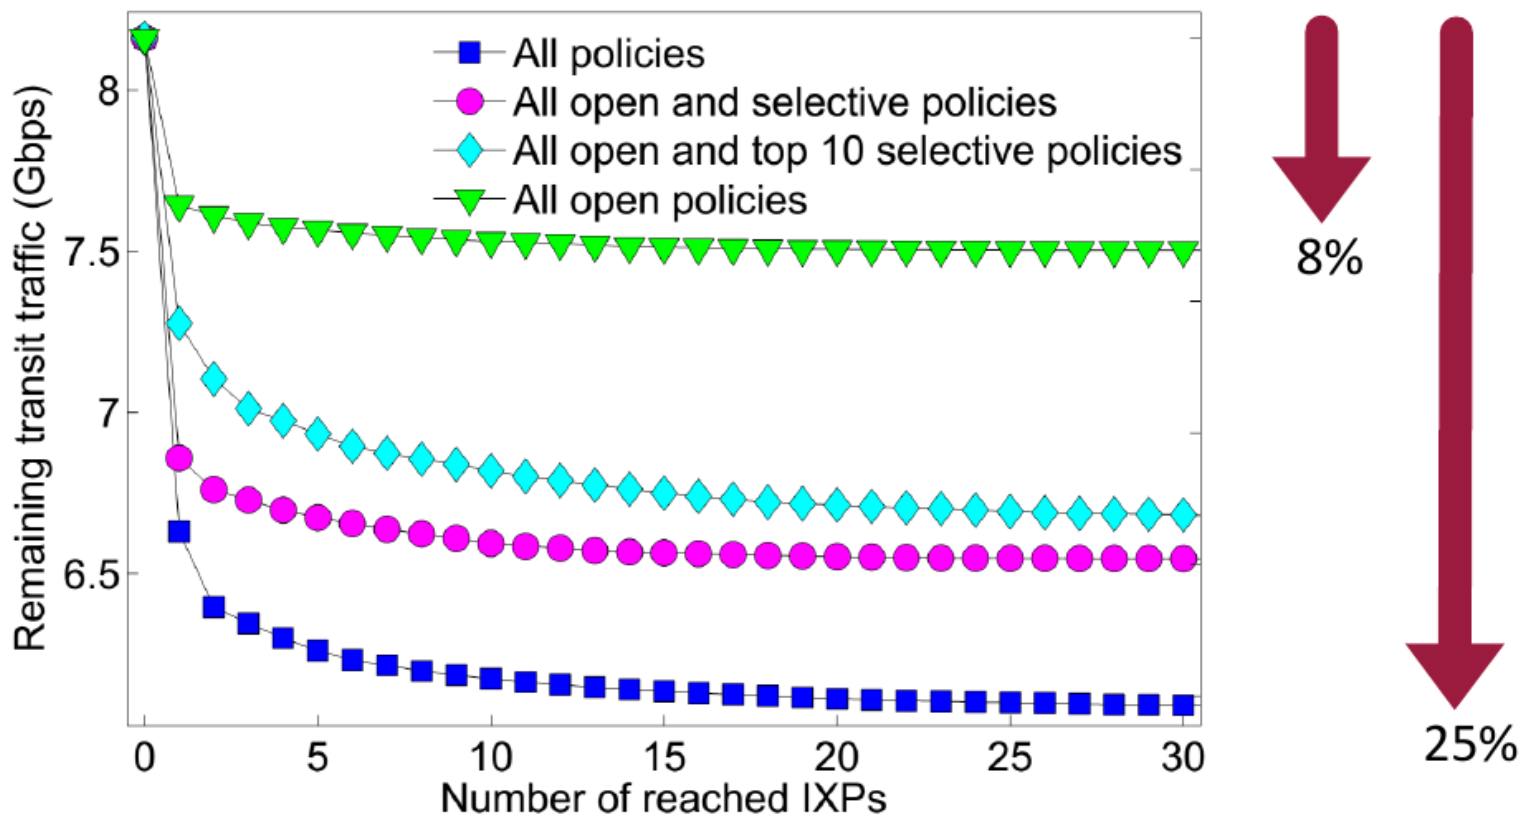 All policies
All open and selective policies
All open and top 10 selective policies
All open policies
Remaining transit traffic (Gbps)
8
7.5
7
6.5
0 5 10 15 20 25 30
Number of reached IXPs
8%
25%